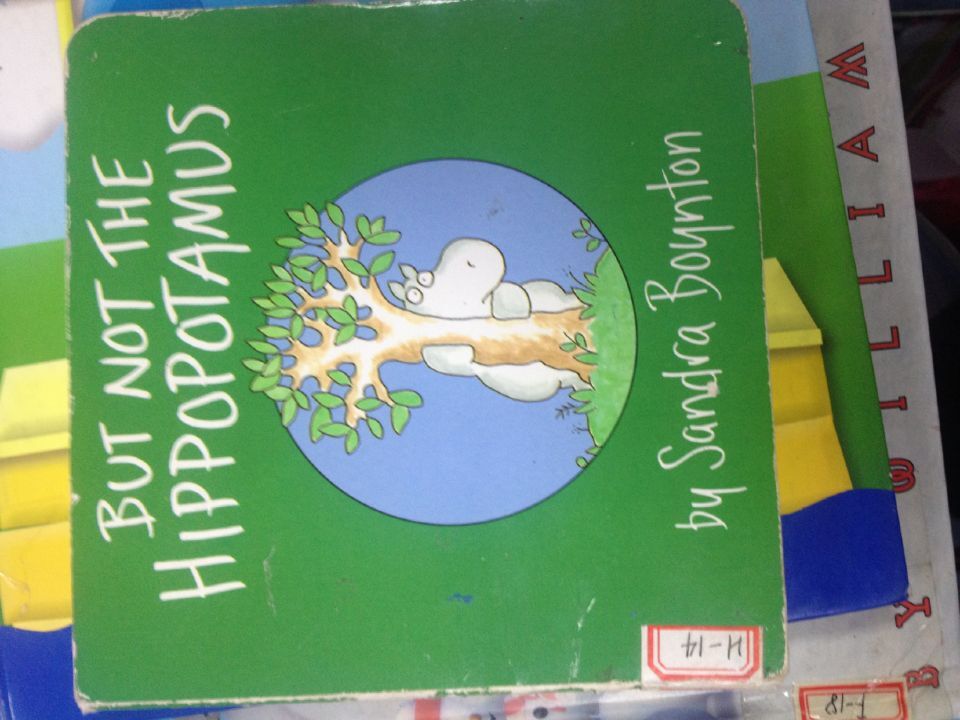 BUT NOT THE
HIPPOPOTAMUS
by Sandra Boynton
H-14
BY WILLIAM
F-18